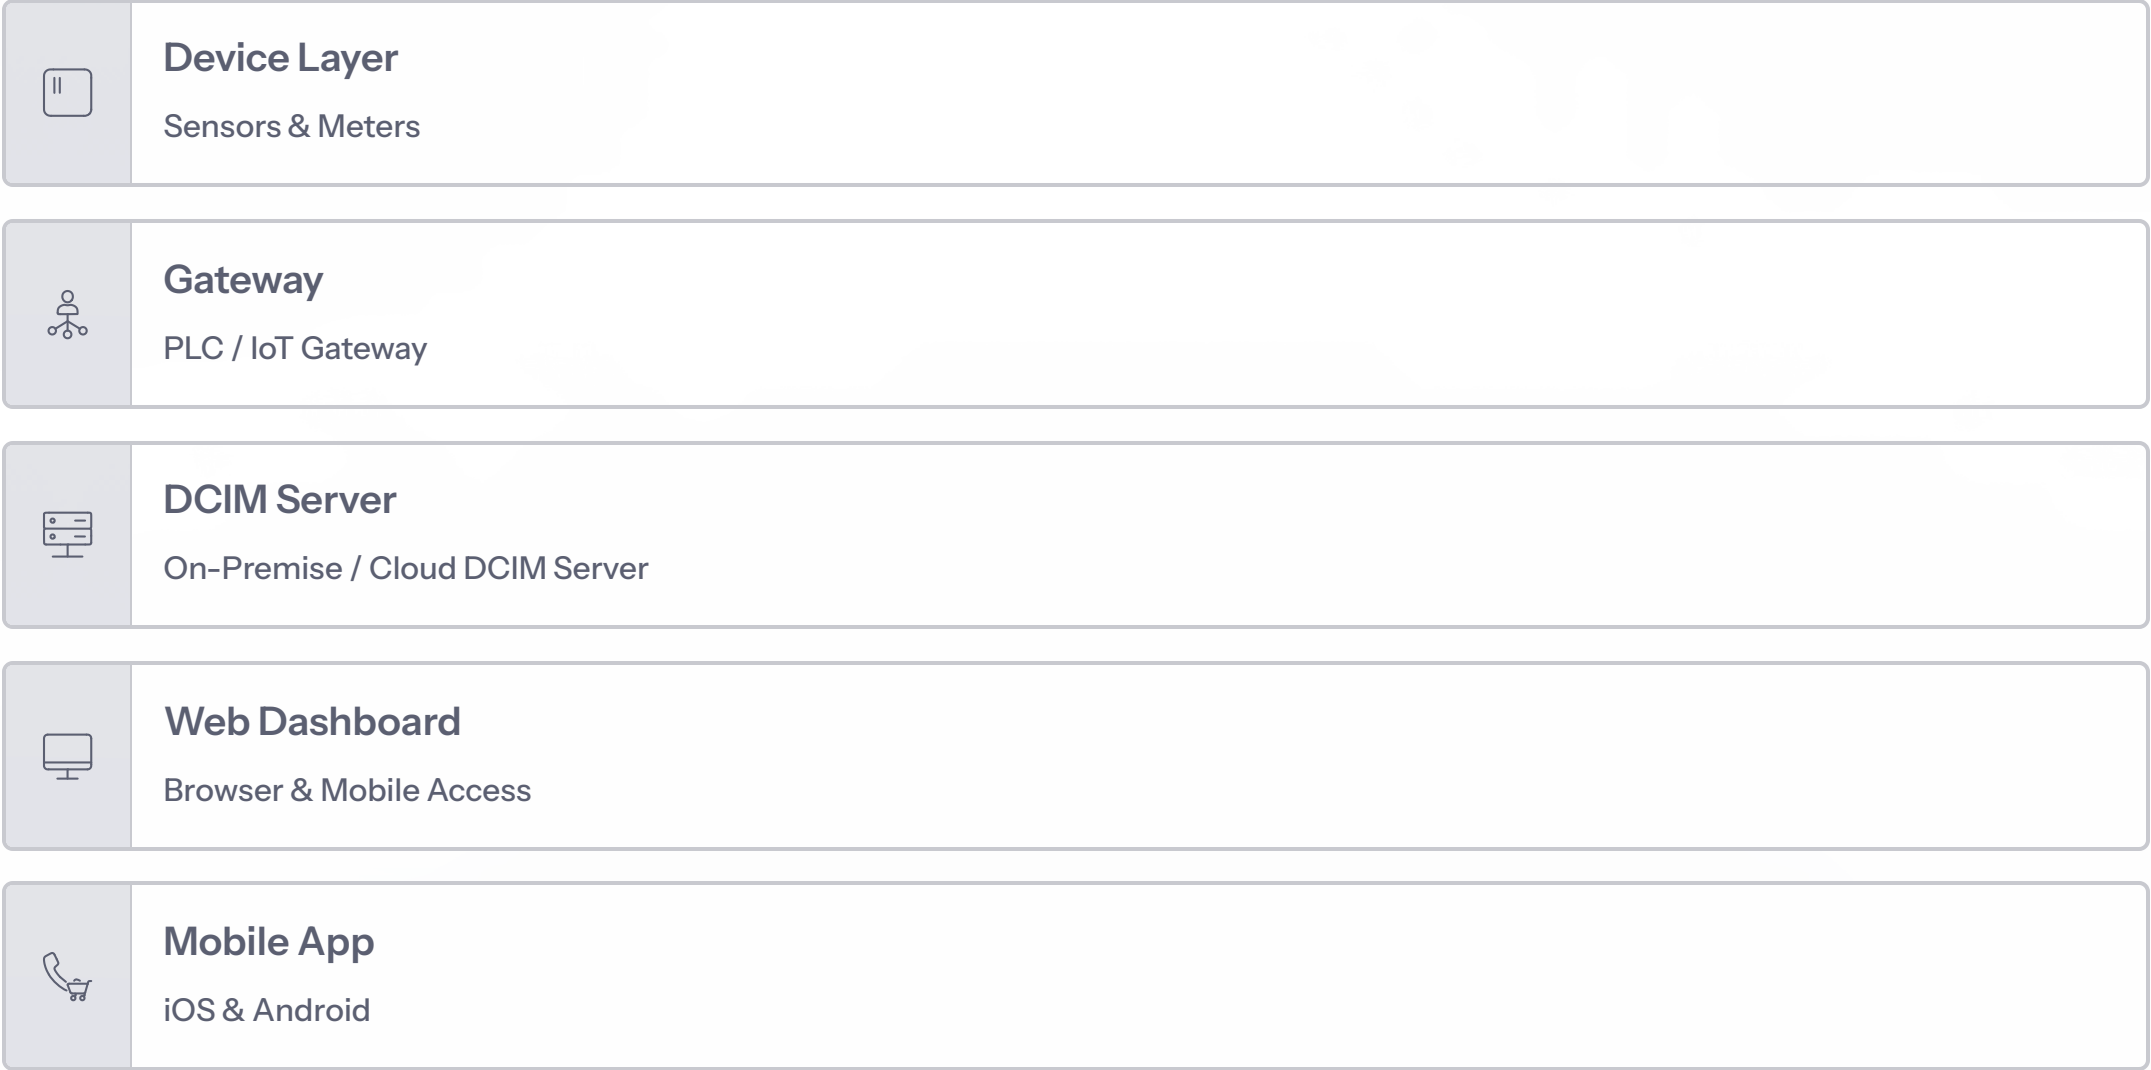 Device Layer
Sensors & Meters
Gateway
PLC / IoT Gateway
DCIM Server
On-Premise / Cloud DCIM Server
Web Dashboard
Browser & Mobile Access
Mobile App
iOS & Android